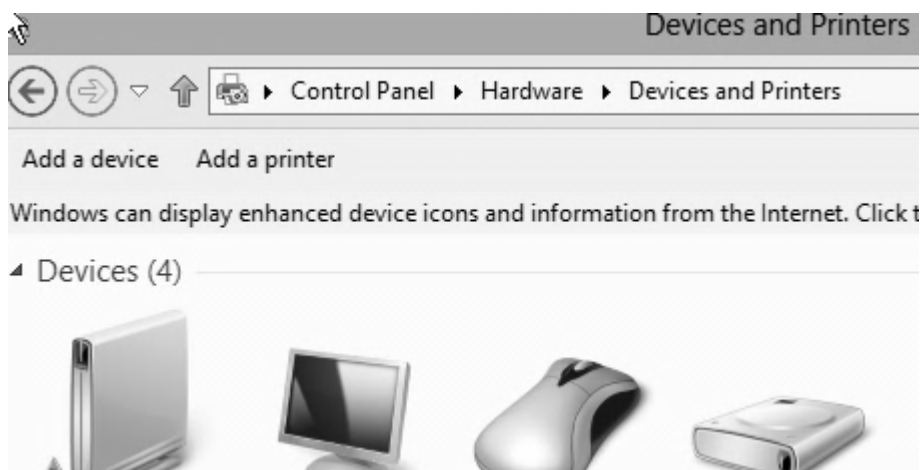 Devices and Printers
Control Panel ▸ Hardware ▸ Devices and Printers
Add a device Add a printer
Windows can display enhanced device icons and information from the Internet. Click t
Devices (4)